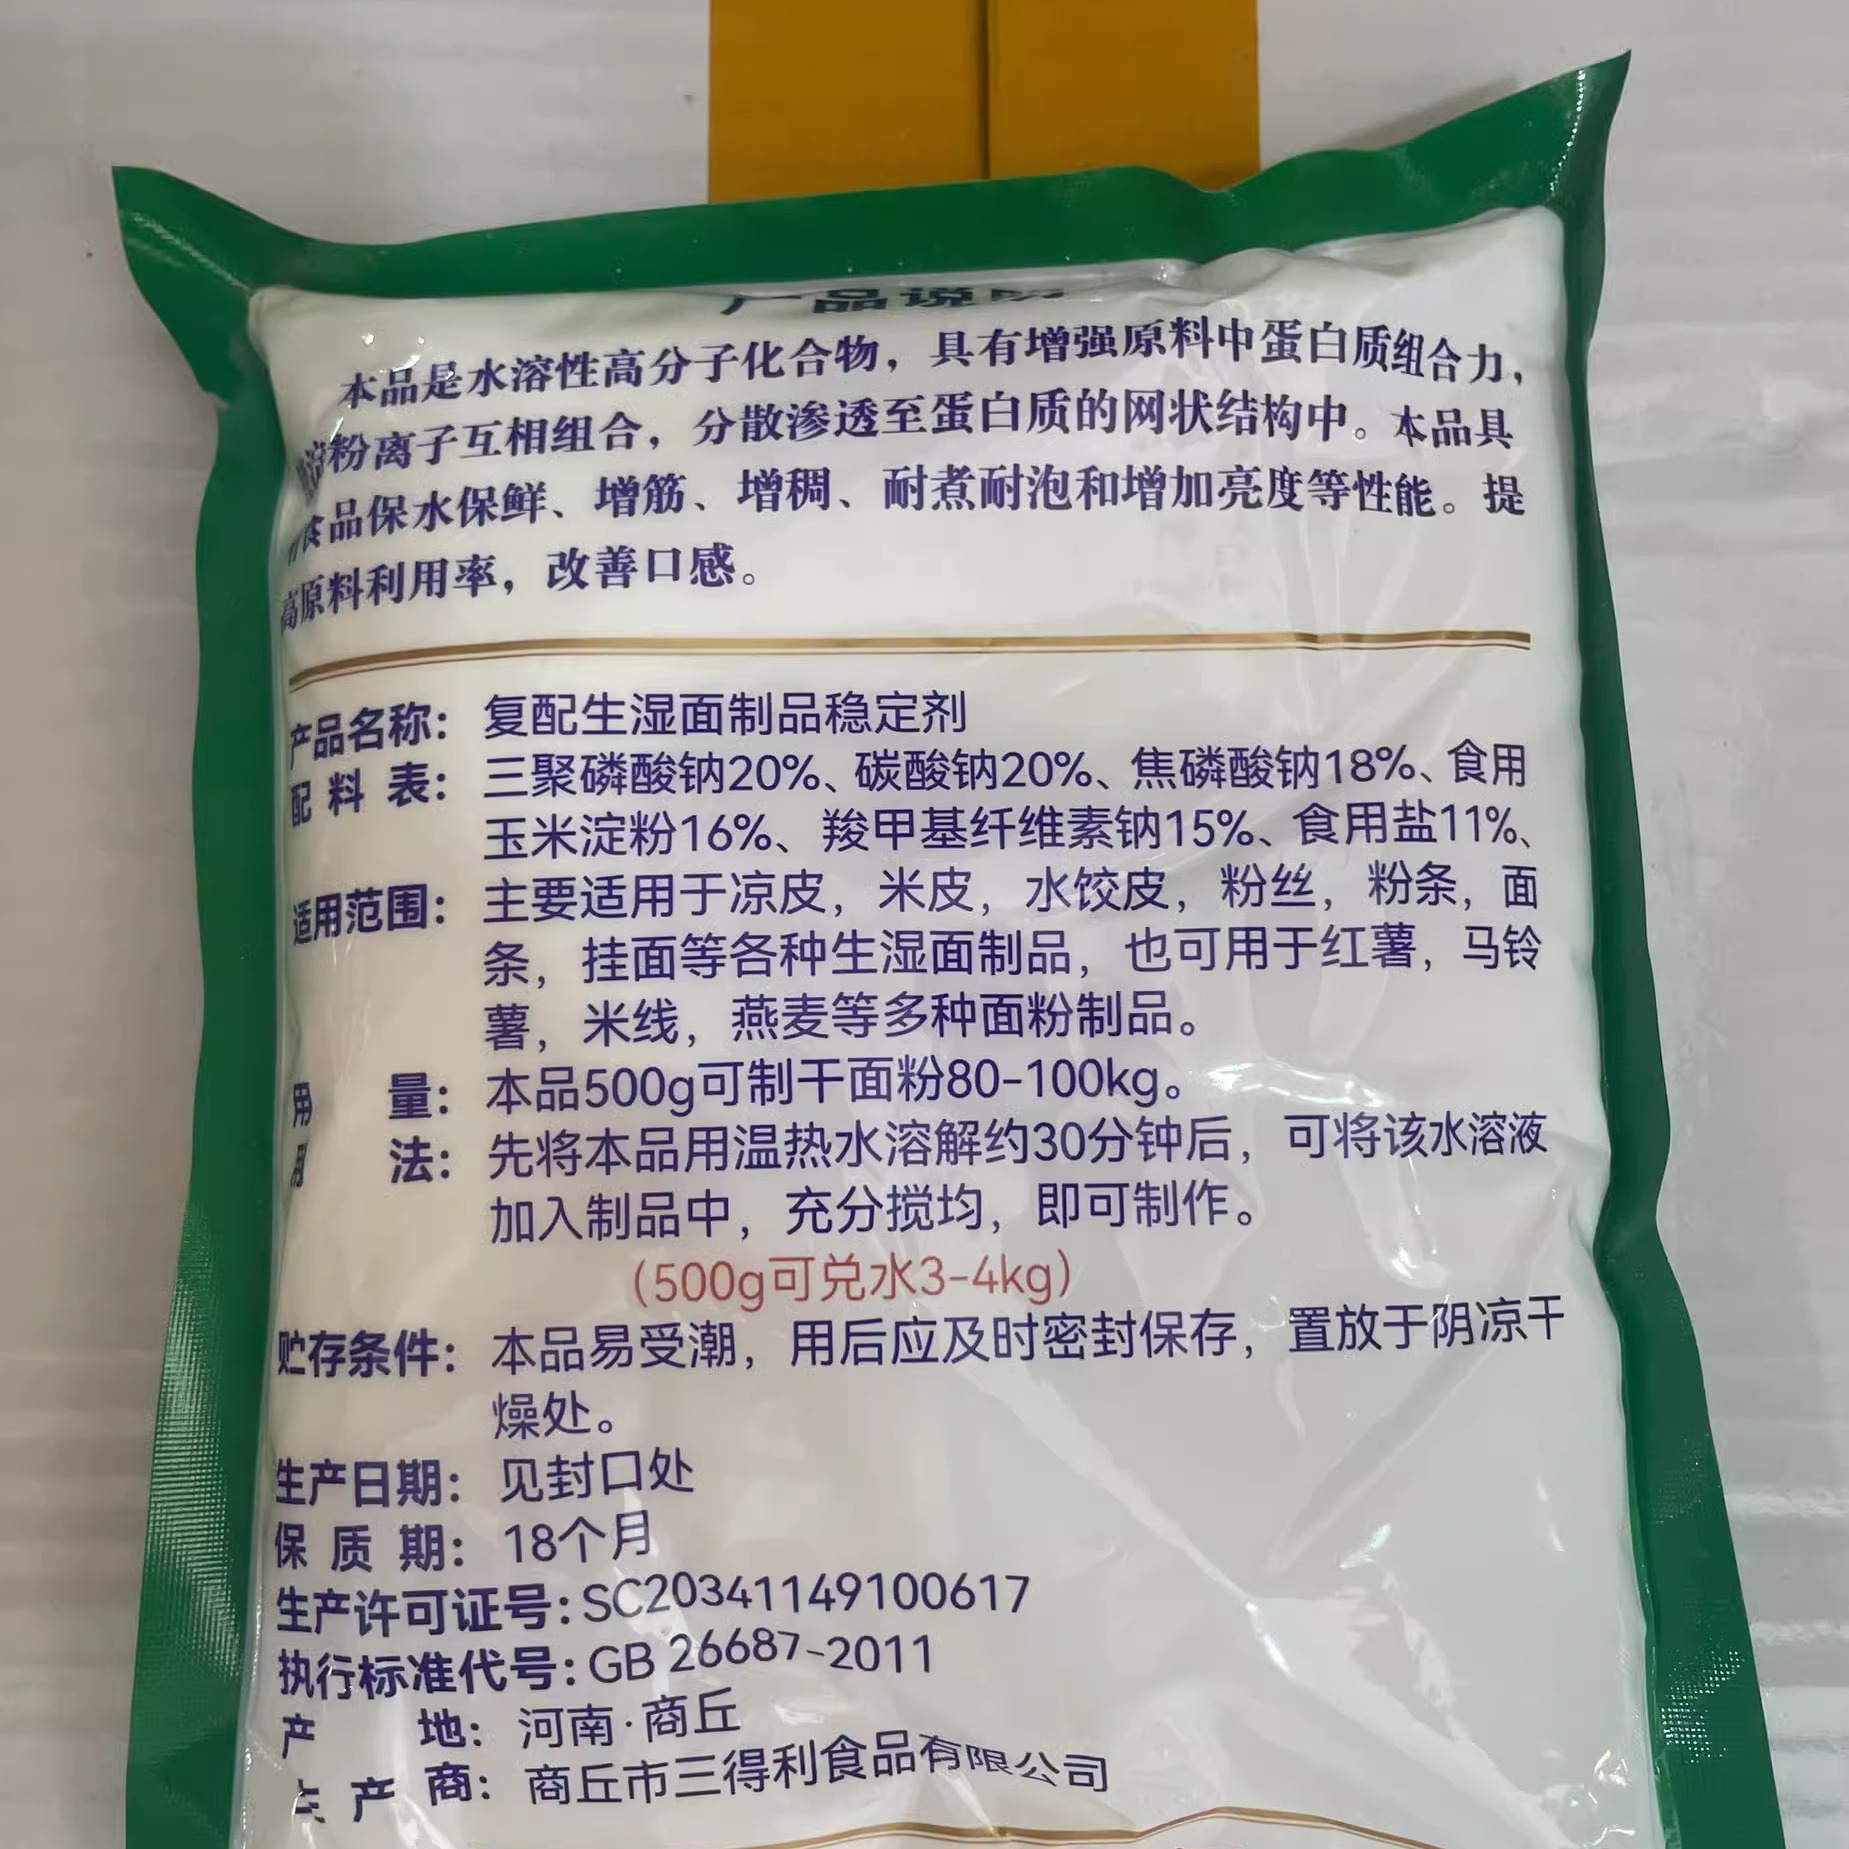 产品说明
本品是水溶性高分子化合物，具有增强原料中蛋白质组合力，
粉离子互相组合，分散渗透至蛋白质的网状结构中。本品具
食品保水保鲜、增筋、增稠、耐煮耐泡和增加亮度等性能。提
高原料利用率，改善口感。
产品名称：复配生湿面制品稳定剂
配料表：三聚磷酸钠20%、碳酸钠20%、焦磷酸钠18%、食用
玉米淀粉16%、羧甲基纤维素钠15%、食用盐11%、
适用范围：主要适用于凉皮，米皮，水饺皮，粉丝，粉条，面
条，挂面等各种生湿面制品，也可用于红薯，马铃
薯，米线，燕麦等多种面粉制品。
用量：本品500g可制干面粉80-100kg。
用法：先将本品用温热水溶解约30分钟后，可将该水溶液
加入制品中，充分搅均，即可制作。
(500g可兑水3-4kg)
贮存条件：本品易受潮，用后应及时密封保存，置放于阴凉干
燥处。
生产日期：见封口处
保质期：18个月
生产许可证号：SC20341149100617
执行标准代号：GB 26687-2011
产地：河南·商丘
生产商：商丘市三得利食品有限公司